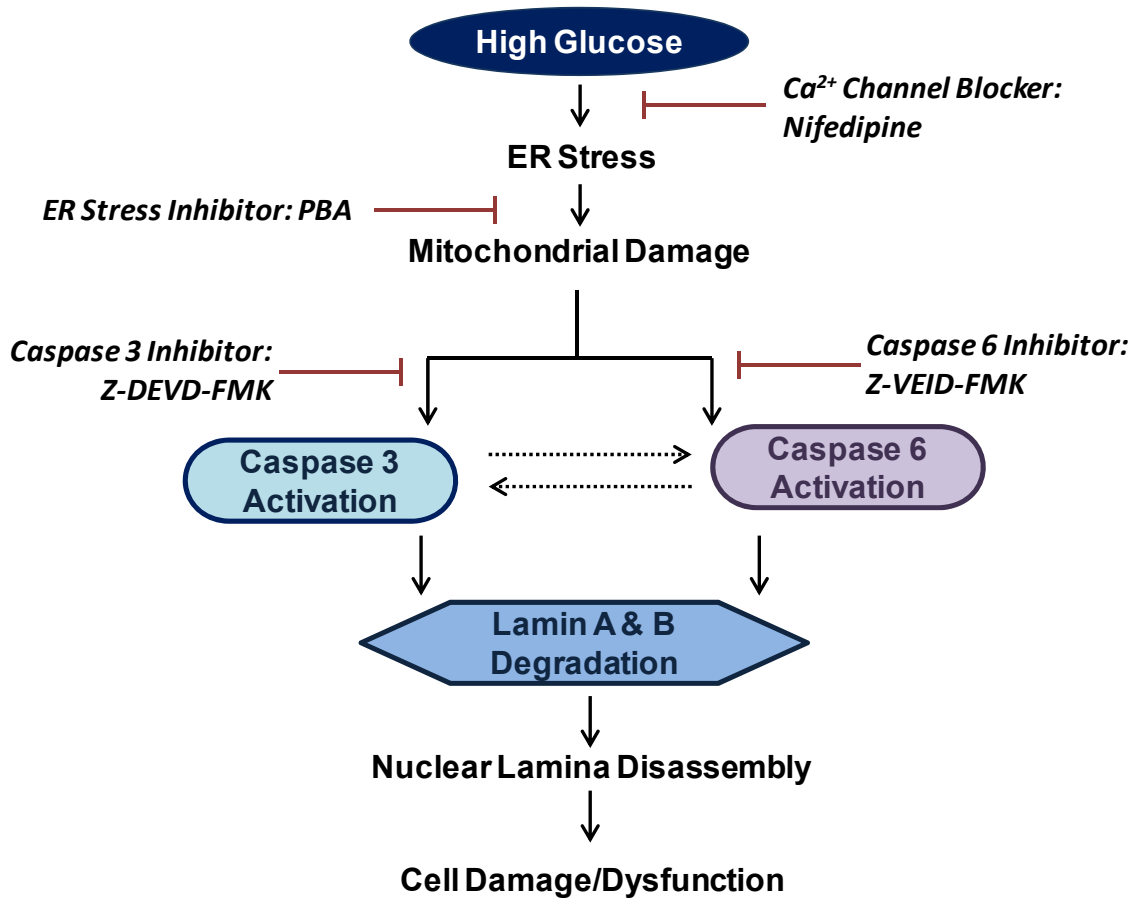 High Glucose
Ca²⁺ Channel Blocker:
Nifedipine
ER Stress
ER Stress Inhibitor: PBA
Mitochondrial Damage
Caspase 3 Inhibitor:
Z-DEVD-FMK
Caspase 6 Inhibitor:
Z-VEID-FMK
Caspase 3
Activation
Caspase 6
Activation
Lamin A & B
Degradation
Nuclear Lamina Disassembly
Cell Damage/Dysfunction